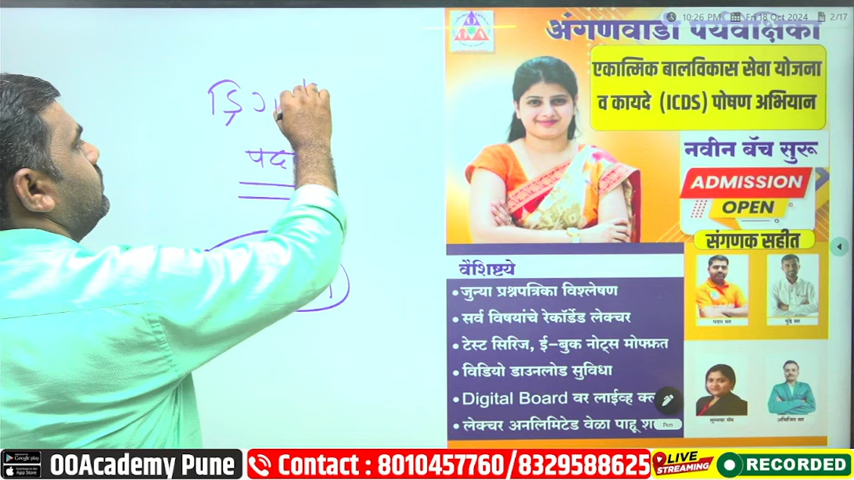 10:26 PM Fri 18 Oct 2024 2/17
अंगणवाडी पर्यवेक्षिका
एकात्मिक बालविकास सेवा योजना
व कायदे (ICDS) पोषण अभियान
नवीन बॅच सुरू
ADMISSION
OPEN
संगणक सहीत
वैशिष्ट्ये
•जुन्या प्रश्नपत्रिका विश्लेषण
•सर्व विषयांचे रेकॉर्डेड लेक्चर
•टेस्ट सिरिज, ई-बुक नोट्स मोफ्फत
•विडियो डाउनलोड सुविधा
•Digital Board वर लाईव्ह
•लेक्चर अनलिमिटेड वेळा पाहू
Pen
OOAcademy Pune
Contact : 8010457760/8329588625
LIVE
STREAMING
RECORDED